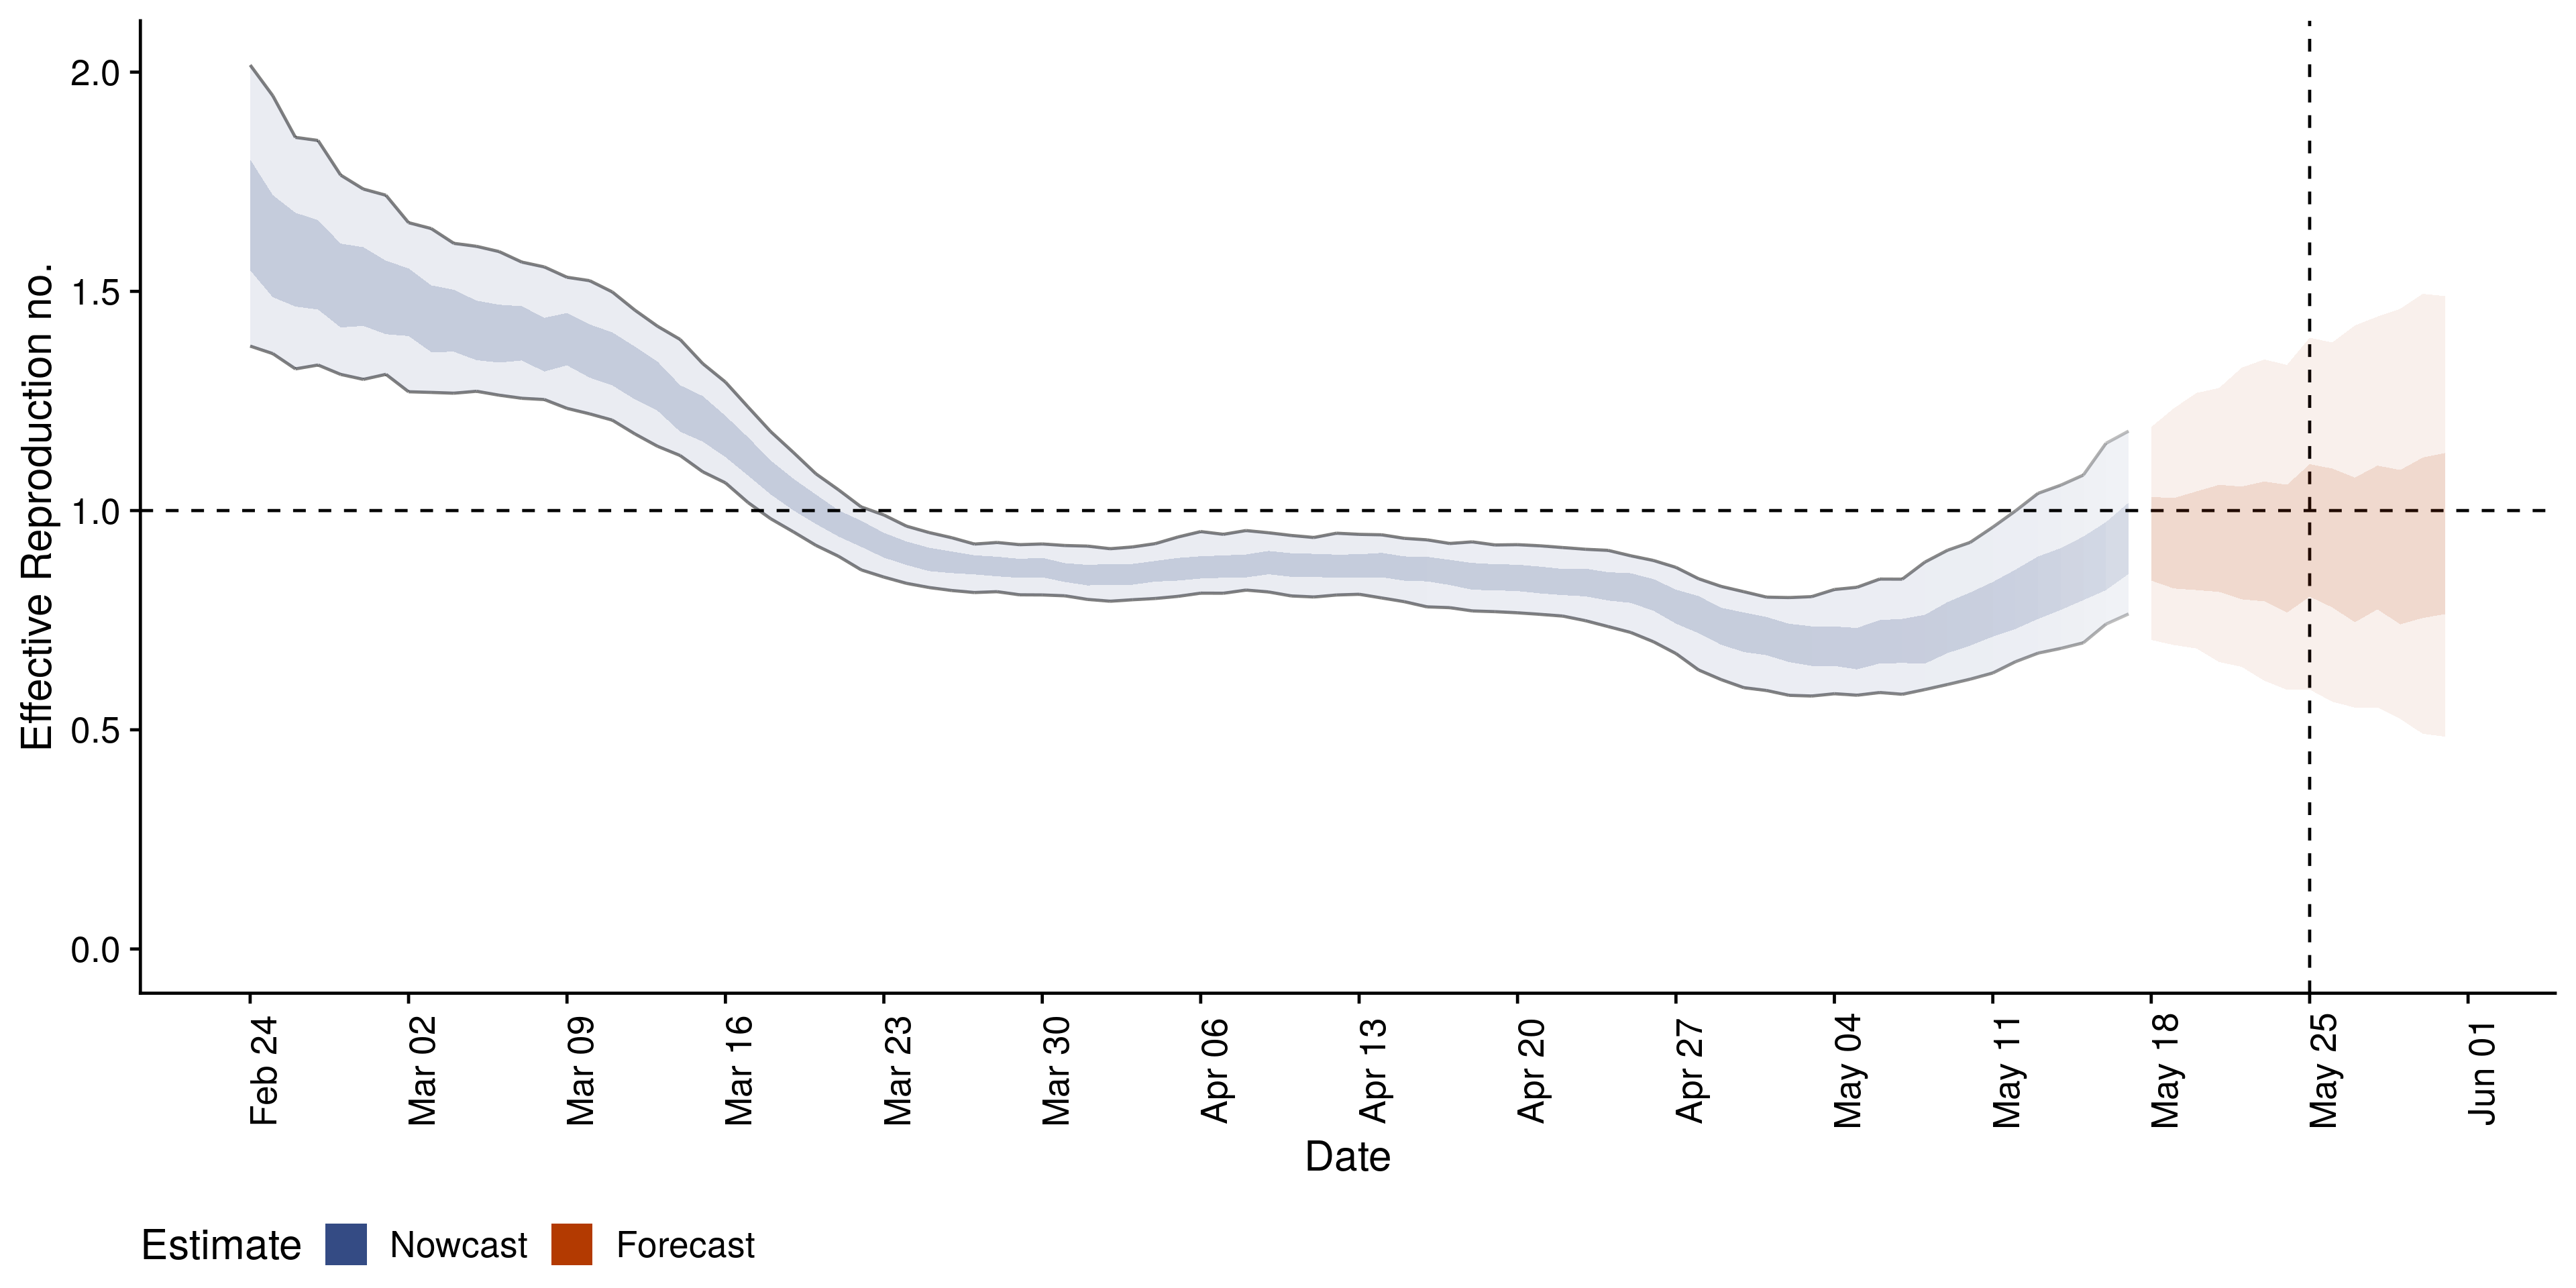 Effective Reproduction no.
2.0
1.5
1.0
0.5
0.0
Feb 24
Mar 02
Mar 09
Mar 16
Mar 23
Mar 30
Apr 06
Apr 13
Apr 20
Apr 27
May 04
May 11
May 18
May 25
Jun 01
Date
Estimate Nowcast Forecast